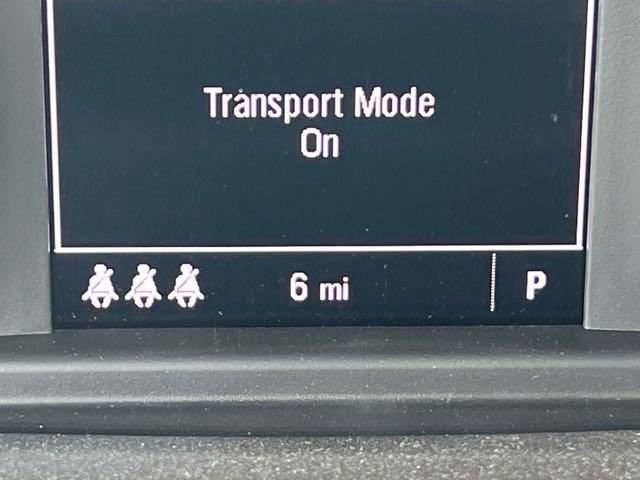 Transport Mode
On
6 mi P